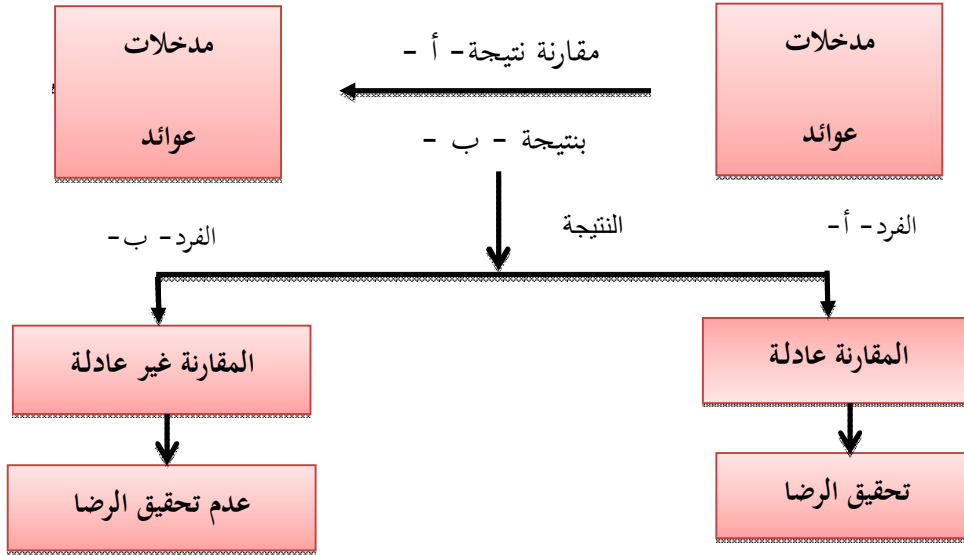 مدخلات
عوائد
مقارنة نتيجة- أ -
بنتيجة - ب -
مدخلات
عوائد
الفرد- أ-
النتيجة
الفرد- ب-
المقارنة عادلة
المقارنة غير عادلة
تحقيق الرضا
عدم تحقيق الرضا